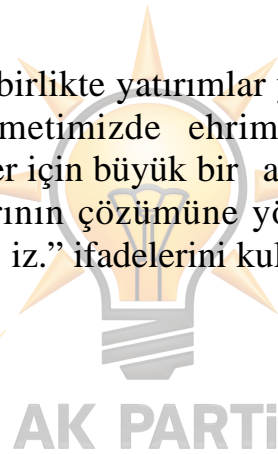 birlikte yatırımlar
metimizde ehrim
er için büyük bir a
rının çözümüne yö
iz.” ifadelerini kul
AK PARTİ